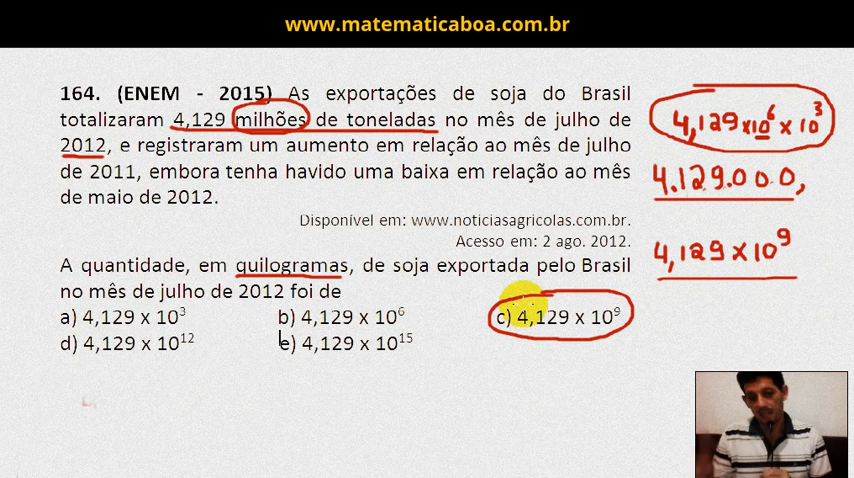 www.matematicaboa.com.br
164. (ENEM - 2015) As exportações de soja do Brasil
totalizaram 4,129 milhões de toneladas no mês de julho de
2012, e registraram um aumento em relação ao mês de julho
de 2011, embora tenha havido uma baixa em relação ao mês
de maio de 2012.
Disponível em: www.noticiasagricolas.com.br.
Acesso em: 2 ago. 2012.
A quantidade, em quilogramas, de soja exportada pelo Brasil
no mês de julho de 2012 foi de
a) 4,129 x 10³ b) 4,129 x 10⁶ c) 4,129 x 10⁹
d) 4,129 x 10¹² e) 4,129 x 10¹⁵
4,129 x 10⁶ x 10³
4.129.000,
4,129 x 10⁹